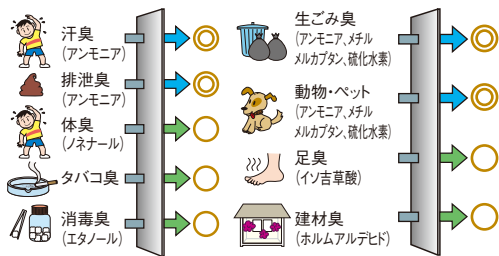 汗臭
(アンモニア)
排泄臭
(アンモニア)
体臭
(ノネナール)
タバコ臭
消毒臭
(エタノール)
生ごみ臭
(アンモニア、メチル
メルカプタン、硫化水素)
動物・ペット
(アンモニア、メチル
メルカプタン、硫化水素)
足臭
(イソ吉草酸)
建材臭
(ホルムアルデヒド)